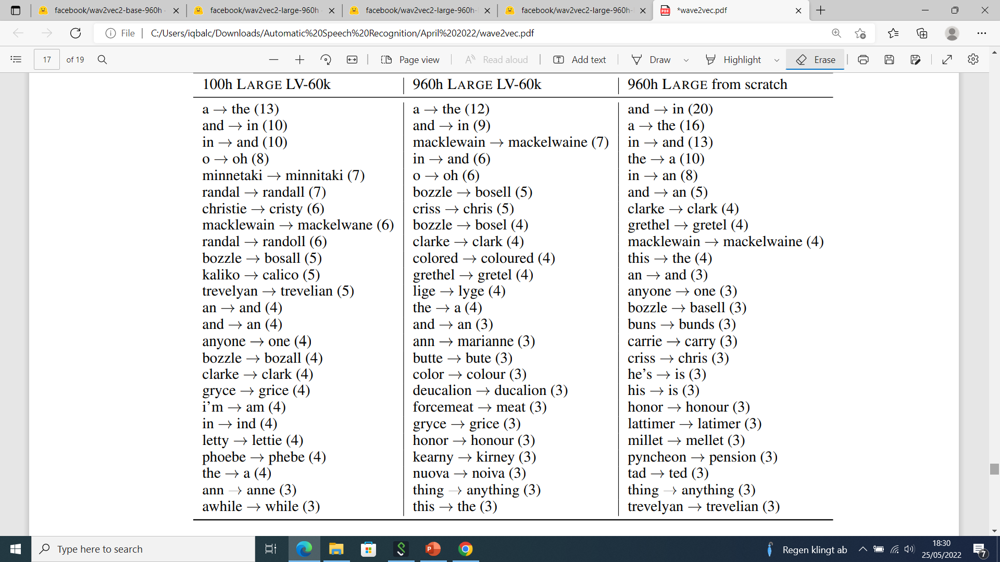 facebook/wav2vec2-base-960h
facebook/wav2vec2-large-960h
facebook/wav2vec2-large-960h-
facebook/wav2vec2-large-960h-
*wave2vec.pdf
File
C:/Users/iqbalc/Downloads/Automatic%20Speech%20Recognition/April%202022/wave2vec.pdf
17 of 19
Page view
Read aloud
Add text
Draw
Highlight
Erase
100h LARGE LV-60k
960h LARGE LV-60k
960h LARGE from scratch
a → the (13)
and → in (10)
in → and (10)
o → oh (8)
minnetaki → minnitaki (7)
randal → randall (7)
christie → cristy (6)
macklewain → mackelwane (6)
randal → randoll (6)
bozzle → bosall (5)
kaliko → calico (5)
trevelyan → trevelian (5)
an → and (4)
and → an (4)
anyone → one (4)
bozzle → bozall (4)
clarke → clark (4)
gryce → grice (4)
i'm → am (4)
in → ind (4)
letty → lettie (4)
phoebe → phebe (4)
the → a (4)
ann → anne (3)
awhile → while (3)
a → the (12)
and → in (9)
macklewain → mackelwaine (7)
in → and (6)
o → oh (6)
bozzle → bosell (5)
criss → chris (5)
bozzle → bosel (4)
clarke → clark (4)
colored → coloured (4)
grethel → gretel (4)
lige → lyge (4)
the → a (4)
and → an (3)
ann → marianne (3)
butte → bute (3)
color → colour (3)
deucalion → ducalion (3)
forcemeat → meat (3)
gryce → grice (3)
honor → honour (3)
kearny → kirney (3)
nuova → noiva (3)
thing → anything (3)
this → the (3)
and → in (20)
a → the (16)
in → and (13)
the → a (10)
in → an (8)
and → an (5)
clarke → clark (4)
grethel → gretel (4)
macklewain → mackelwaine (4)
this → the (4)
an → and (3)
anyone → one (3)
bozzle → basell (3)
buns → bunds (3)
carrie → carry (3)
criss → chris (3)
he's → is (3)
his → is (3)
honor → honour (3)
lattimer → latimer (3)
millet → mellet (3)
pyncheon → pension (3)
tad → ted (3)
thing → anything (3)
trevelyan → trevelian (3)
Type here to search
Regen klingt ab
18:30
25/05/2022
7